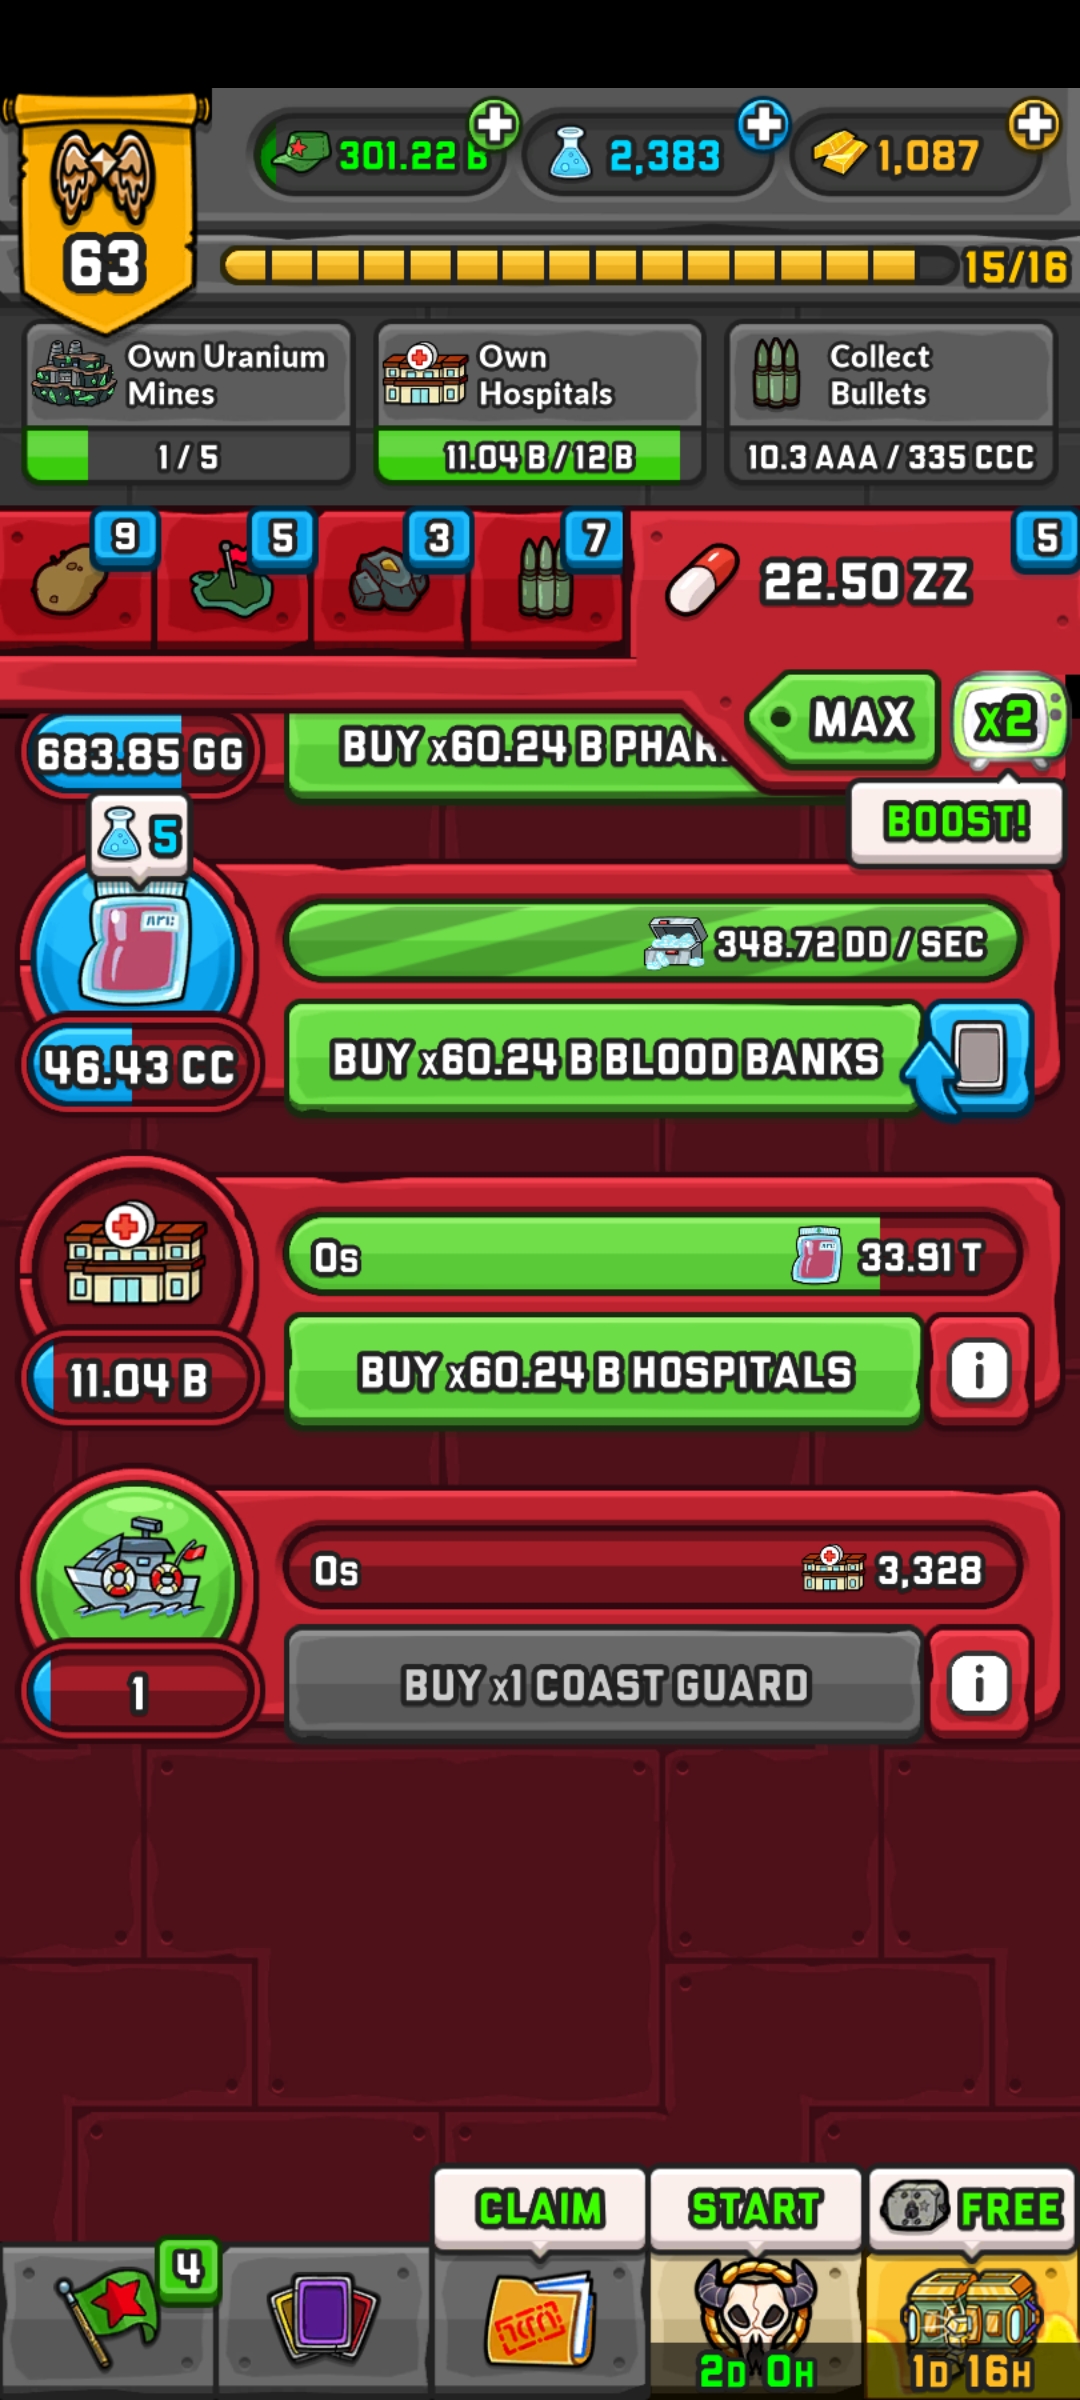 63
301.22 B
2,383
1,087
15/16
Own Uranium
Mines
1 / 5
Own
Hospitals
11.04 B / 12 B
Collect
Bullets
10.3 AAA / 335 CCC
9
5
3
7
22.50 ZZ
5
MAX
x2
BOOST!
683.85 GG
BUY x60.24 B PHAR
5
348.72 DD / SEC
46.43 CC
BUY x60.24 B BLOOD BANKS
0s
33.91 T
11.04 B
BUY x60.24 B HOSPITALS
i
0s
3,328
1
BUY x1 COAST GUARD
i
CLAIM
START
FREE
4
2D 0H
1D 16H